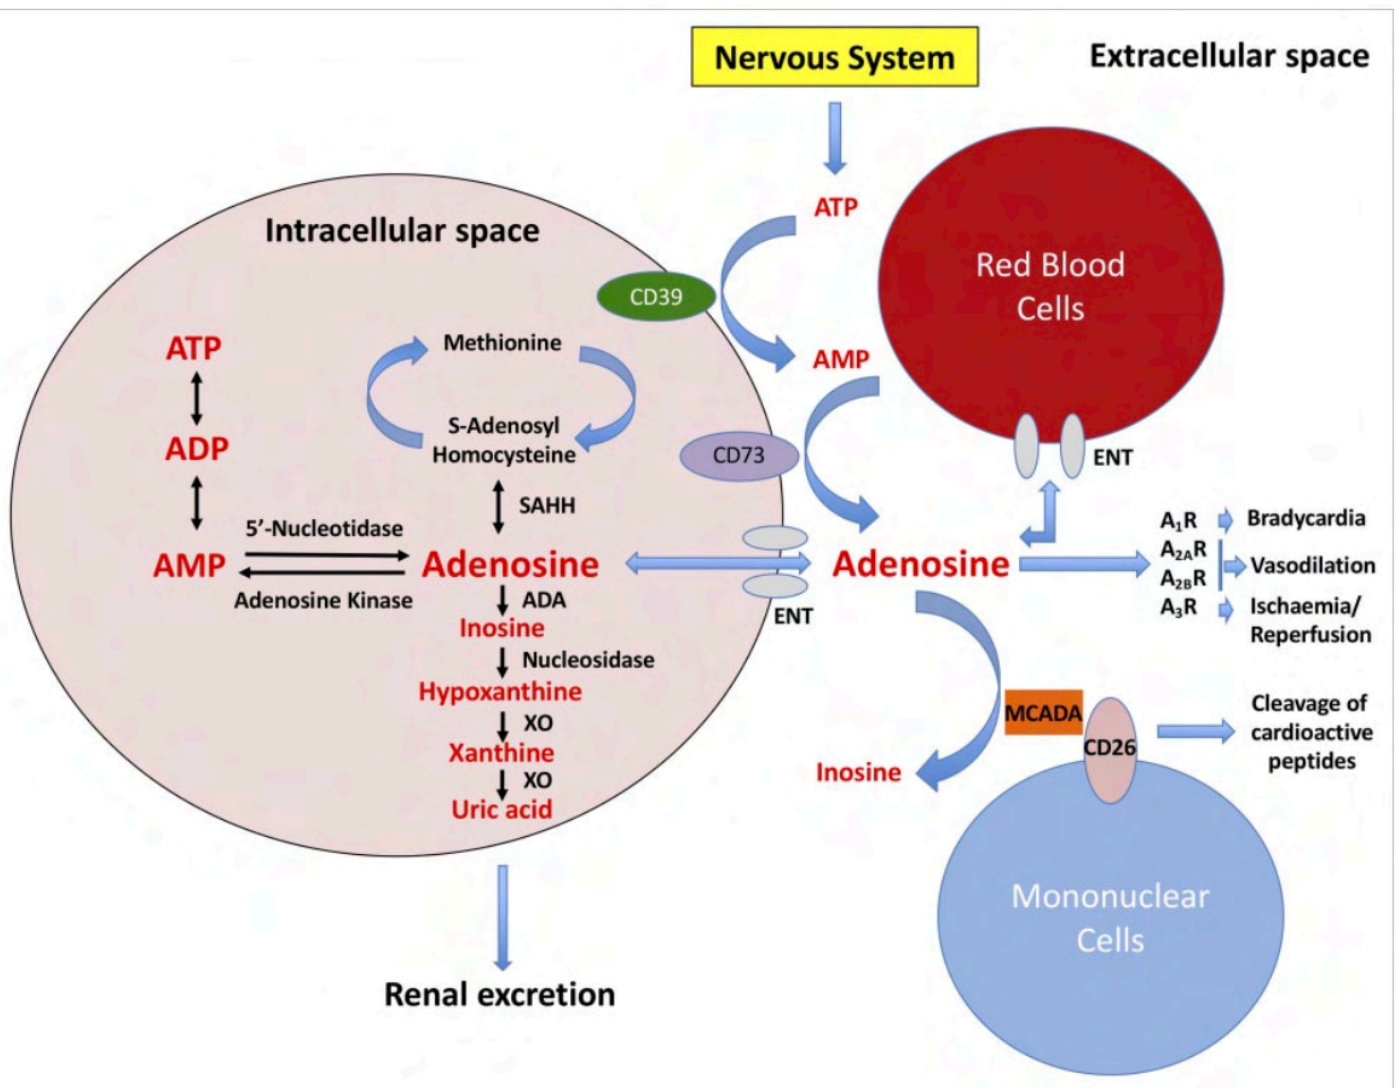 Nervous System
Extracellular space
ATP
Red Blood
Cells
Intracellular space
CD39
AMP
CD73
ENT
Methionine
S-Adenosyl
Homocysteine
SAHH
ATP
ADP
AMP
5’-Nucleotidase
Adenosine Kinase
Adenosine
ADA
Inosine
Nucleosidase
Hypoxanthine
XO
Xanthine
XO
Uric acid
Renal excretion
ENT
Adenosine
A1R
Bradycardia
A2AR
A2BR
Vasodilation
A3R
Ischaemia/
Reperfusion
Inosine
MCADA
CD26
Cleavage of
cardioactive
peptides
Mononuclear
Cells